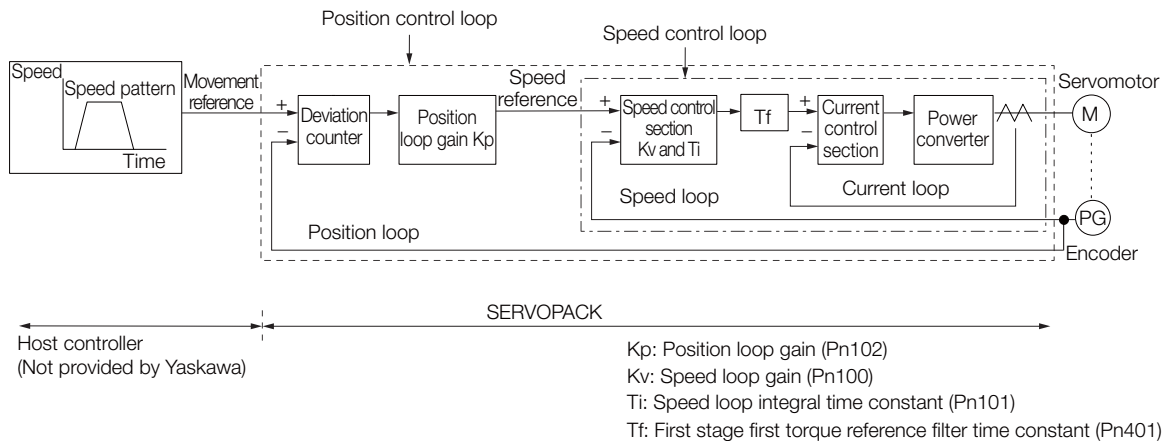 Position control loop
Speed control loop
Speed
Speed pattern
Time
Movement
reference
+
−
Deviation
counter
Position
loop gain Kp
Speed
reference
+
−
Speed control
section
Kv and Ti
Tf
+
−
Current
control
section
Power
converter
Servomotor
M
Current loop
Speed loop
Position loop
PG
Encoder
SERVOPACK
Host controller
(Not provided by Yaskawa)
Kp: Position loop gain (Pn102)
Kv: Speed loop gain (Pn100)
Ti: Speed loop integral time constant (Pn101)
Tf: First stage first torque reference filter time constant (Pn401)